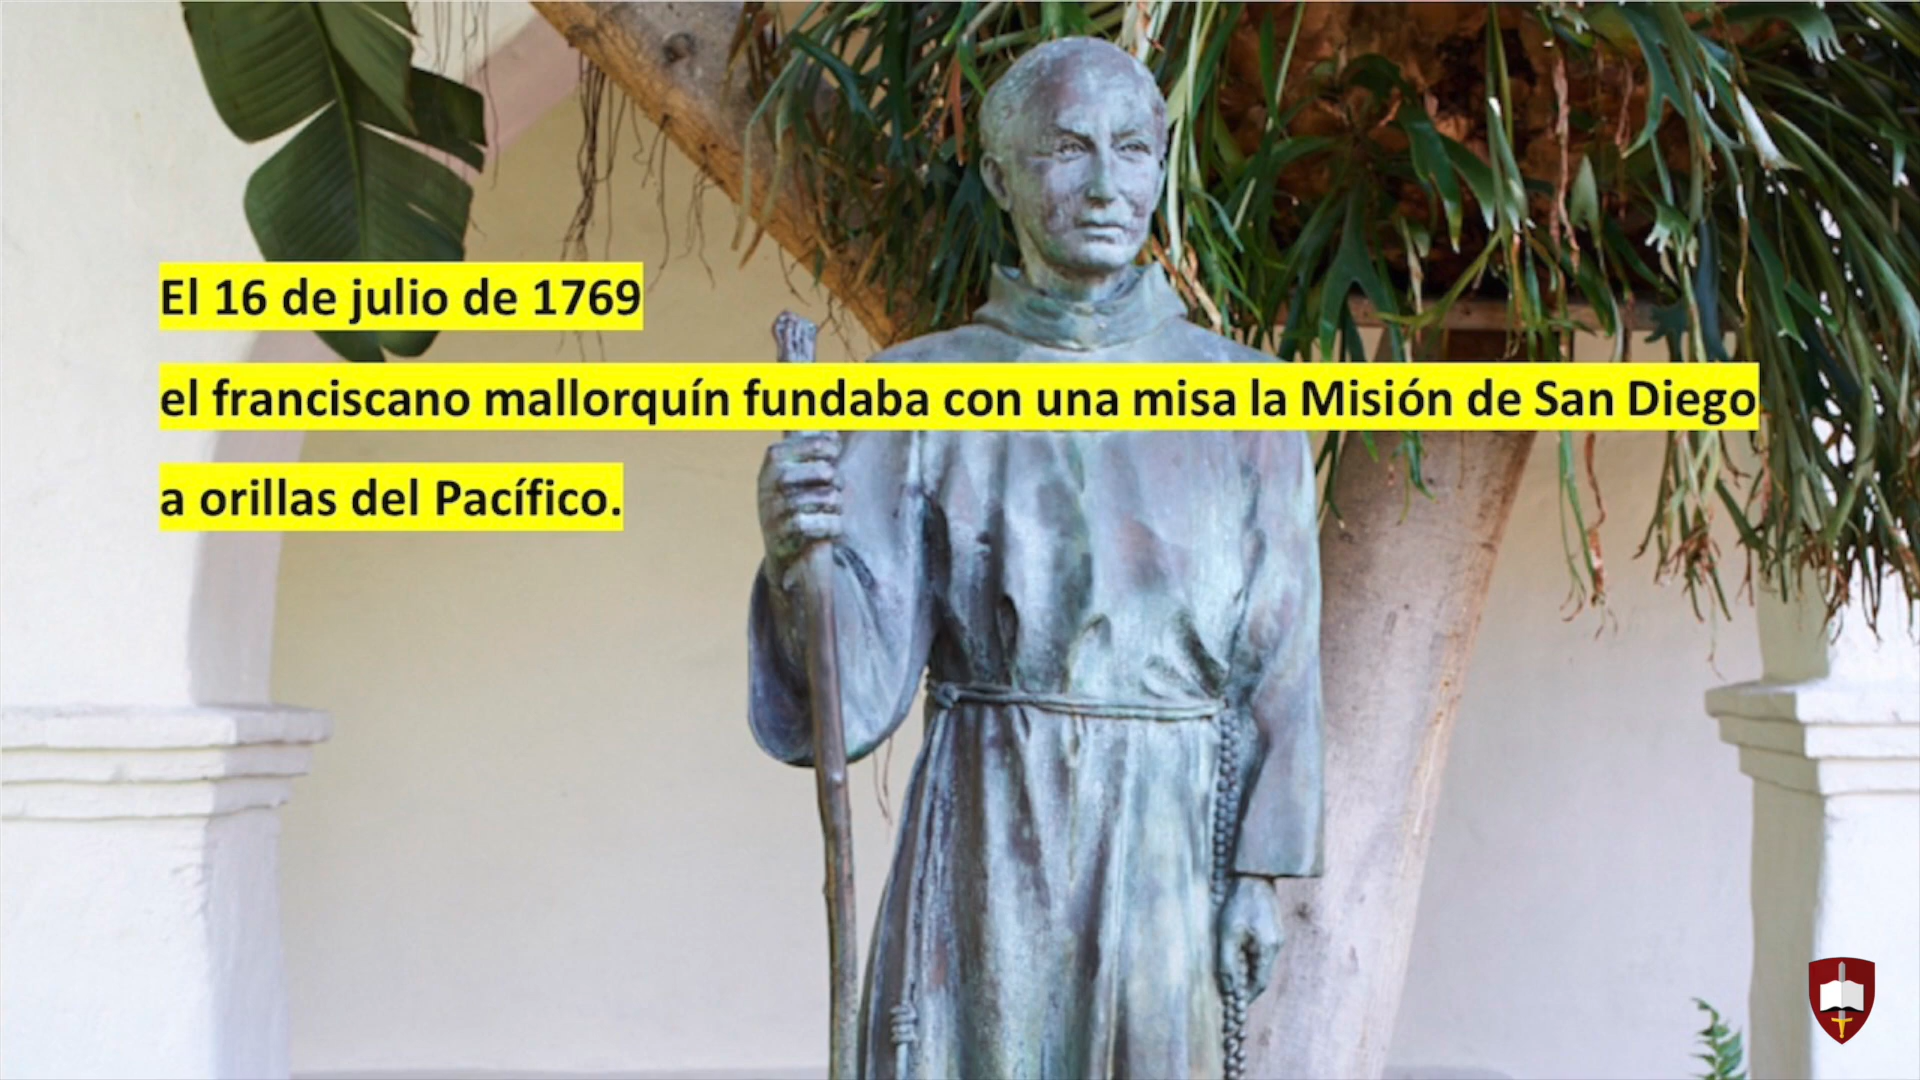 El 16 de julio de 1769
el franciscano mallorquín fundaba con una misa la Misión de San Diego
a orillas del Pacífico.